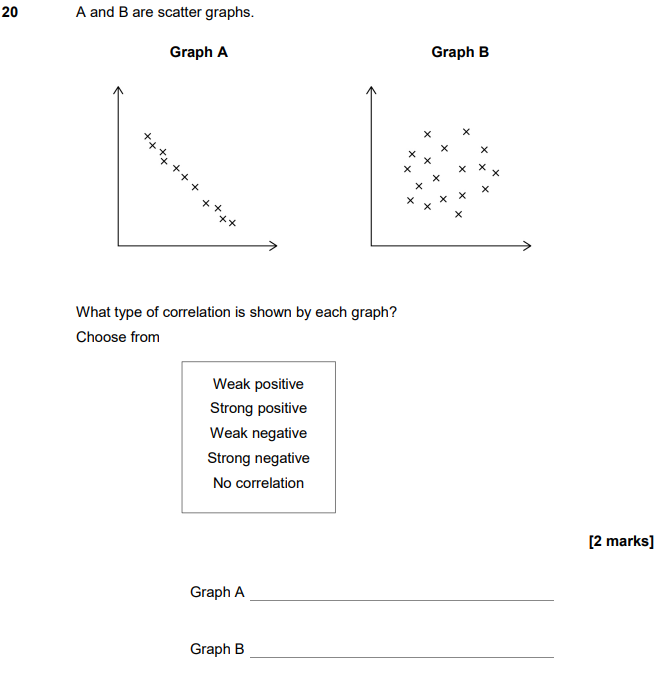 20 A and B are scatter graphs.
Graph A Graph B
What type of correlation is shown by each graph?
Choose from
Weak positive
Strong positive
Weak negative
Strong negative
No correlation
[2 marks]
Graph A
Graph B